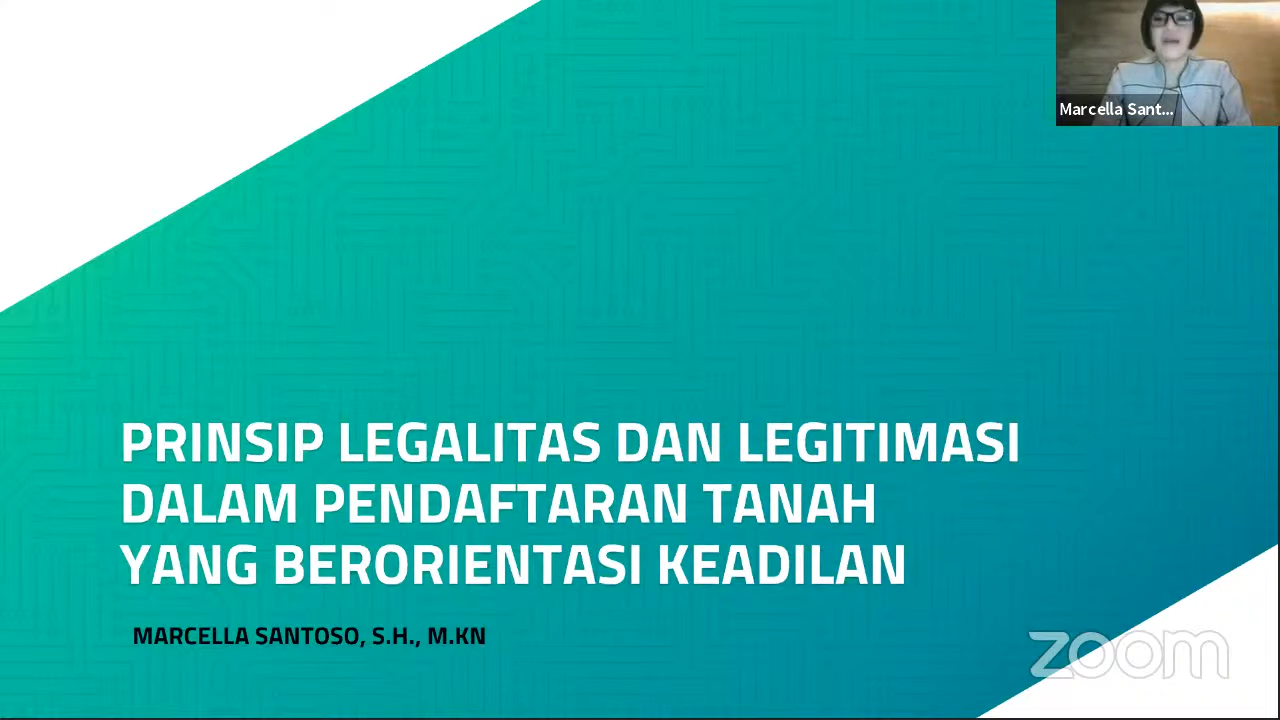 Marcella Sant...
PRINSIP LEGALITAS DAN LEGITIMASI
DALAM PENDAFTARAN TANAH
YANG BERORIENTASI KEADILAN
MARCELLA SANTOSO, S.H., M.KN
zoom